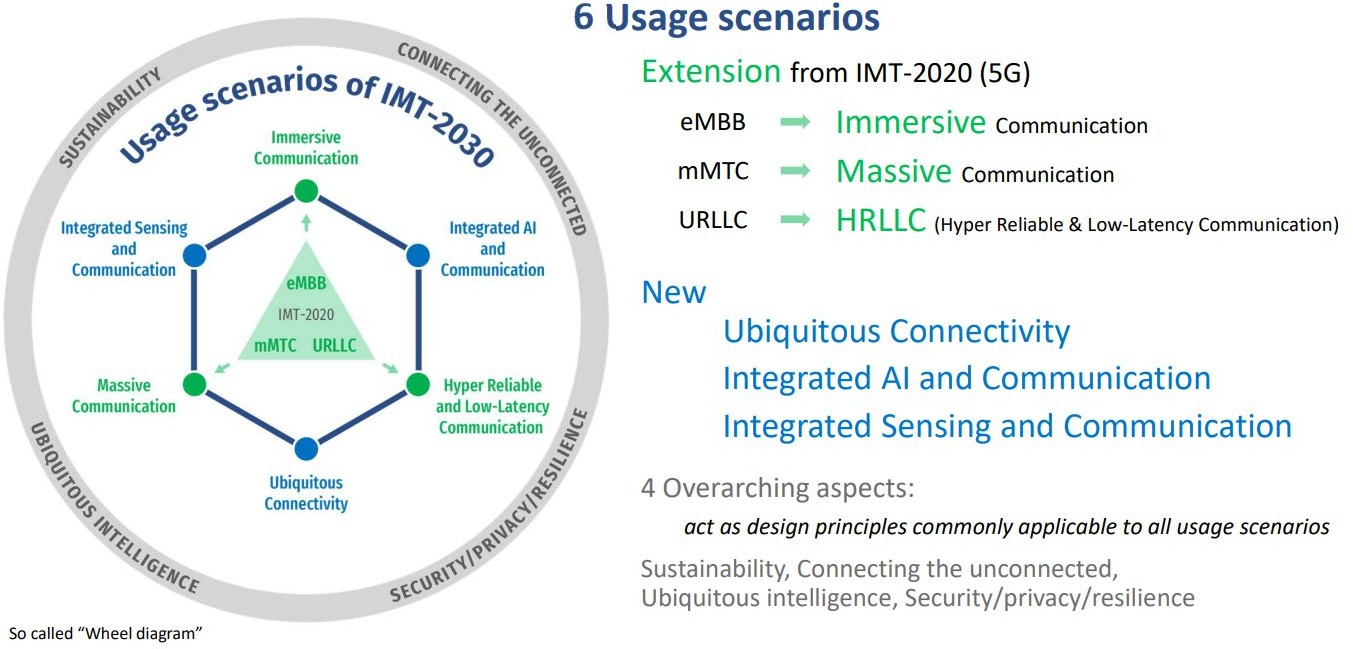 6 Usage scenarios
SUSTAINABILITY
CONNECTING THE UNCONNECTED
UBIQUITOUS INTELLIGENCE
SECURITY/PRIVACY/RESILIENCE
Usage scenarios of IMT-2030
Immersive
Communication
Integrated Sensing
and
Communication
Integrated AI
and
Communication
eMBB
IMT-2020
mMTC URLLC
Massive
Communication
Hyper Reliable
and Low-Latency
Communication
Ubiquitous
Connectivity
So called “Wheel diagram”
Extension from IMT-2020 (5G)
eMBB Immersive Communication
mMTC Massive Communication
URLLC HRLLC (Hyper Reliable & Low-Latency Communication)
New
Ubiquitous Connectivity
Integrated AI and Communication
Integrated Sensing and Communication
4 Overarching aspects:
act as design principles commonly applicable to all usage scenarios
Sustainability, Connecting the unconnected,
Ubiquitous intelligence, Security/privacy/resilience